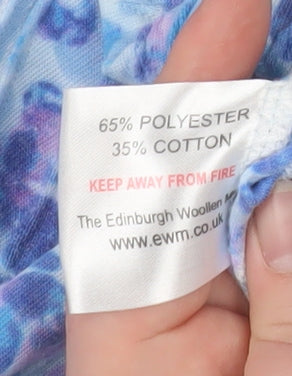 65% POLYESTER
35% COTTON
KEEP AWAY FROM FIRE
The Edinburgh Woollen
www.ewm.co.uk